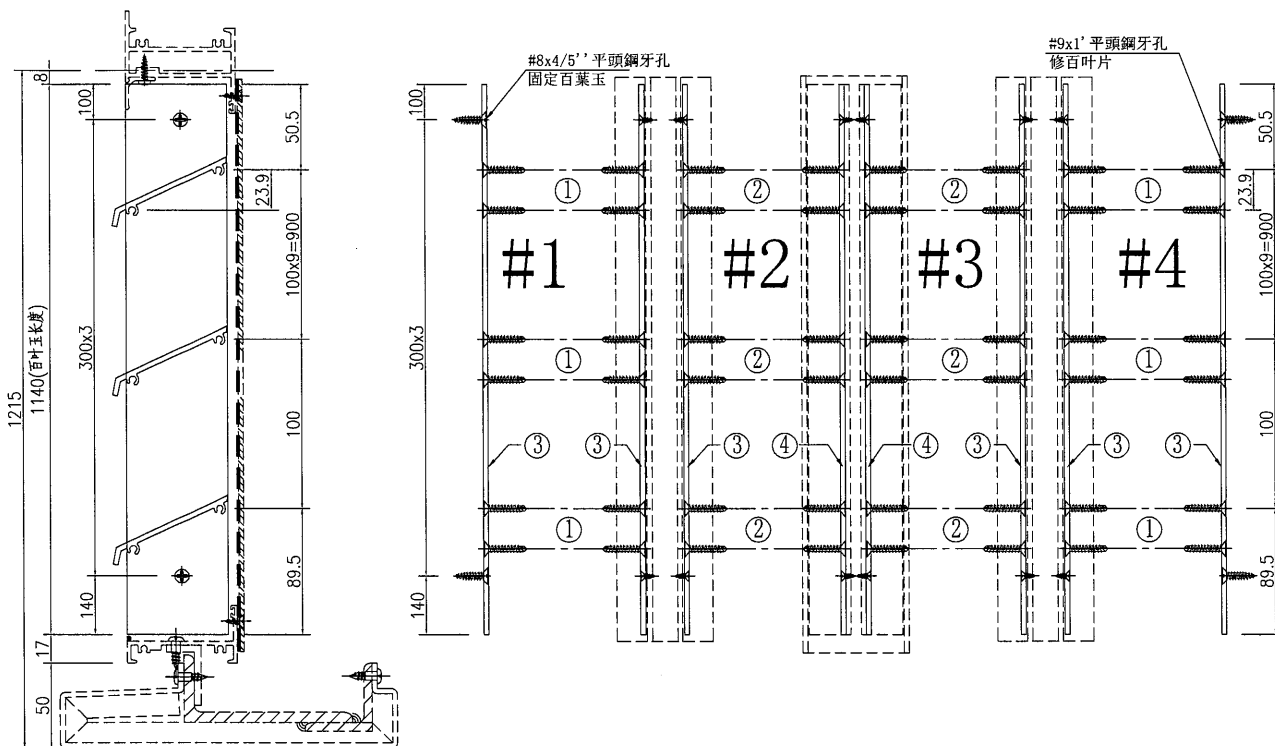 #8x4/5''平頭鋼牙孔
固定百葉玉
#9x1'平頭鋼牙孔
修百叶片
8
100
50.5
23.9
100x9=900
300x3
1140(百叶玉长度)
1215
100
89.5
140
17
50
100
300x3
140
① ② ② ①
#1 #2 #3 #4
① ② ② ①
③ ③ ③ ④ ④ ③ ③ ③
① ② ② ①
50.5
23.9
100x9=900
100
89.5